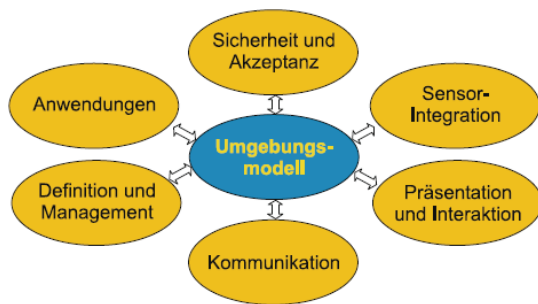 Sicherheit und
Akzeptanz
Anwendungen
Sensor-
Integration
Umgebungs-
modell
Definition und
Management
Präsentation
und Interaktion
Kommunikation